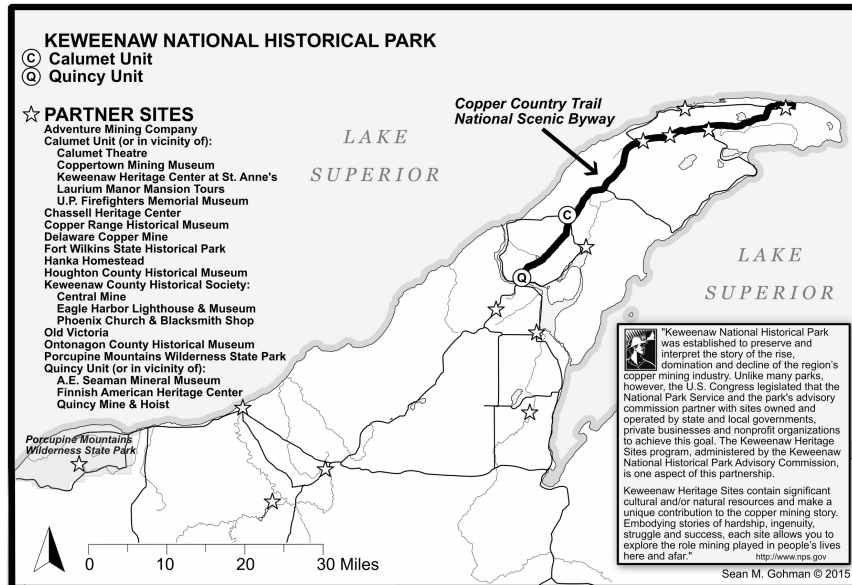 KEWEENAW NATIONAL HISTORICAL PARK
C Calumet Unit
Q Quincy Unit
PARTNER SITES
Adventure Mining Company
Calumet Unit (or in vicinity of):
Calumet Theatre
Coppertown Mining Museum
Keweenaw Heritage Center at St. Anne's
Laurium Manor Mansion Tours
U.P. Firefighters Memorial Museum
Chassell Heritage Center
Copper Range Historical Museum
Delaware Copper Mine
Fort Wilkins State Historical Park
Hanka Homestead
Houghton County Historical Museum
Keweenaw County Historical Society:
Central Mine
Eagle Harbor Lighthouse & Museum
Phoenix Church & Blacksmith Shop
Old Victoria
Ontonagon County Historical Museum
Porcupine Mountains Wilderness State Park
Quincy Unit (or in vicinity of):
A.E. Seaman Mineral Museum
Finnish American Heritage Center
Quincy Mine & Hoist
LAKE
SUPERIOR
Copper Country Trail
National Scenic Byway
C
Q
LAKE
SUPERIOR
Porcupine Mountains
Wilderness State Park
0 10 20 30 Miles
"Keweenaw National Historical Park
was established to preserve and
interpret the story of the rise,
domination and decline of the region's
copper mining industry. Unlike many parks,
however, the U.S. Congress legislated that the
National Park Service and the park's advisory
commission partner with sites owned and
operated by state and local governments,
private businesses and nonprofit organizations
to achieve this goal. The Keweenaw Heritage
Sites program, administered by the Keweenaw
National Historical Park Advisory Commission,
is one aspect of this partnership.
Keweenaw Heritage Sites contain significant
cultural and/or natural resources and make a
unique contribution to the copper mining story.
Embodying stories of hardship, ingenuity,
struggle and success, each site allows you to
explore the role mining played in people's lives
here and afar." http://www.nps.gov
Sean M. Gohman © 2015